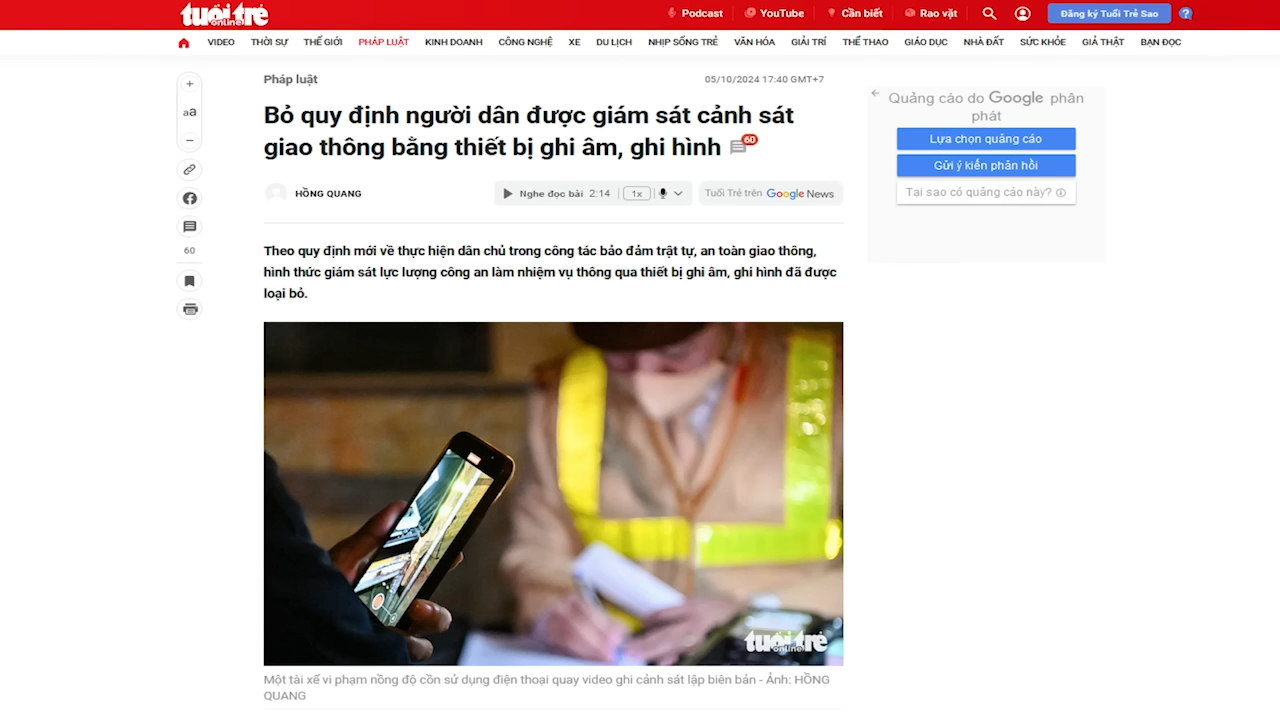 tuổi trẻ online
Podcast
YouTube
Cần biết
Rao vặt
Đăng ký Tuổi Trẻ Sao
?
VIDEO THỜI SỰ THẾ GIỚI PHÁP LUẬT KINH DOANH CÔNG NGHỆ XE DU LỊCH NHỊP SỐNG TRẺ VĂN HÓA GIẢI TRÍ THỂ THAO GIÁO DỤC NHÀ ĐẤT SỨC KHỎE GIẢ THẬT BẠN ĐỌC
+
aa
−
60
Pháp luật
05/10/2024 17:40 GMT+7
Bỏ quy định người dân được giám sát cảnh sát
giao thông bằng thiết bị ghi âm, ghi hình
60
HỒNG QUANG
Nghe đọc bài 2:14
1x
Tuổi Trẻ trên Google News
Theo quy định mới về thực hiện dân chủ trong công tác bảo đảm trật tự, an toàn giao thông,
hình thức giám sát lực lượng công an làm nhiệm vụ thông qua thiết bị ghi âm, ghi hình đã được
loại bỏ.
tuổi trẻ online
Một tài xế vi phạm nồng độ cồn sử dụng điện thoại quay video ghi cảnh sát lập biên bản - Ảnh: HỒNG
QUANG
Quảng cáo do Google phân
phát
Lựa chọn quảng cáo
Gửi ý kiến phản hồi
Tại sao có quảng cáo này?